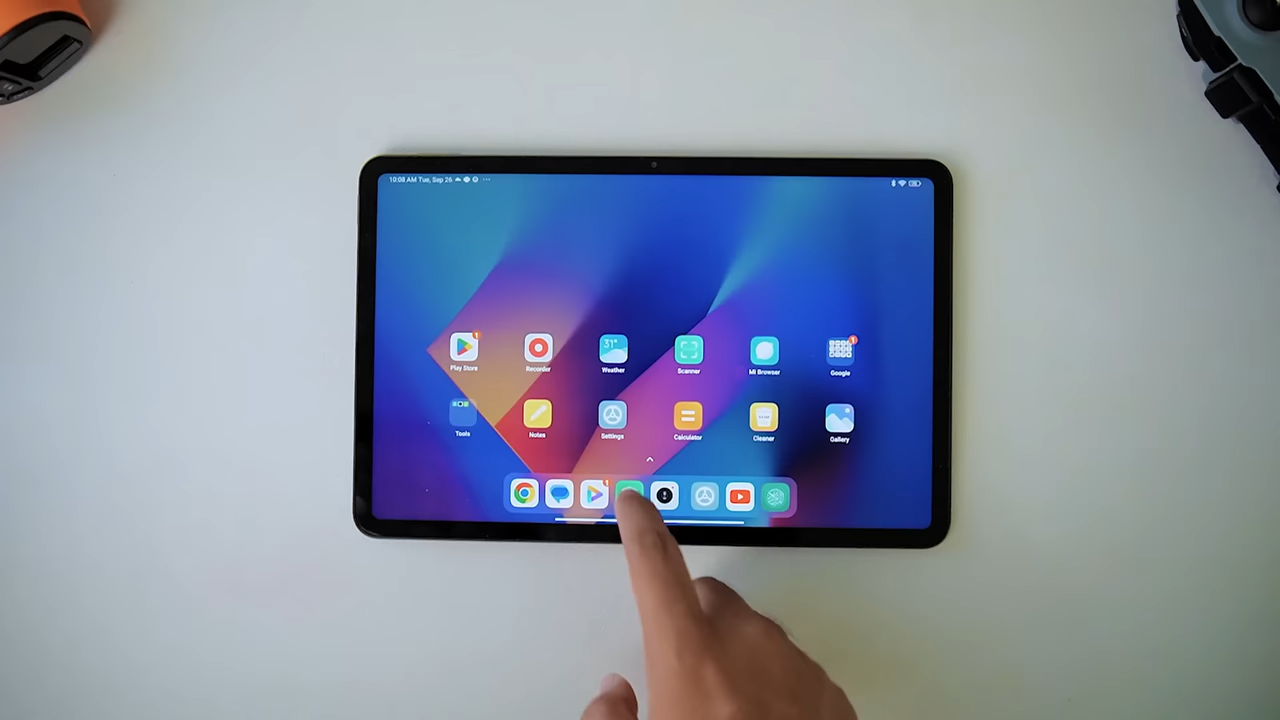 10:08 AM Tue, Sep 26
31°
Play Store
Recorder
Weather
Scanner
Mi Browser
Google
Tools
Notes
Settings
Calculator
Cleaner
Gallery